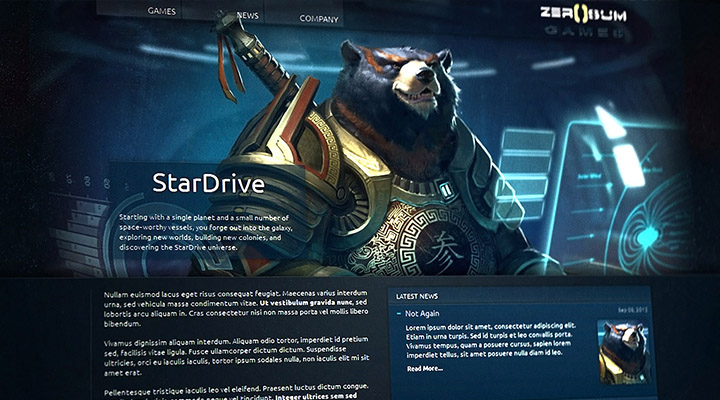 GAMES
NEWS
COMPANY
ZEROSUM
GAMES
StarDrive
Starting with a single planet and a small number of
space-worthy vessels, you forge out into the galaxy,
exploring new worlds, building new colonies, and
discovering the StarDrive universe.
Nullam euismod lacus eget risus consequat feugiat. Maecenas varius interdum
urna, sed vehicula massa condimentum vitae. Ut vestibulum gravida nunc, sed
lobortis arcu aliquam in. Cras consectetur nisi non massa porta vel mollis libero
bibendum.
Vivamus dignissim aliquam interdum. Aliquam odio tortor, imperdiet id pretium
sed, facilisis vitae ligula. Fusce ullamcorper dictum dictum. Suspendisse
ultricies, orci eu iaculis iaculis, tortor ipsum sodales nulla, non iaculis elit mi sit
amet erat.
Pellentesque tristique iaculis leo vel eleifend. Praesent luctus dictum congue.
vel tincidunt. Integer ultrices sem sed
LATEST NEWS
Sep 08, 2012
– Not Again
Lorem ipsum dolor sit amet, consectetur adipiscing elit.
Etiam in urna turpis. Sed id turpis et leo convallis mattis.
Vivamus tempus, quam a posuere cursus, sapien lorem
imperdiet tellus, sit amet posuere nulla diam id leo.
Read More...
参